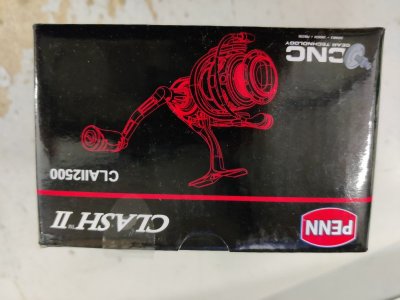 PENN
CLASH II
CLAII2500
CNC
GEAR TECHNOLOGY